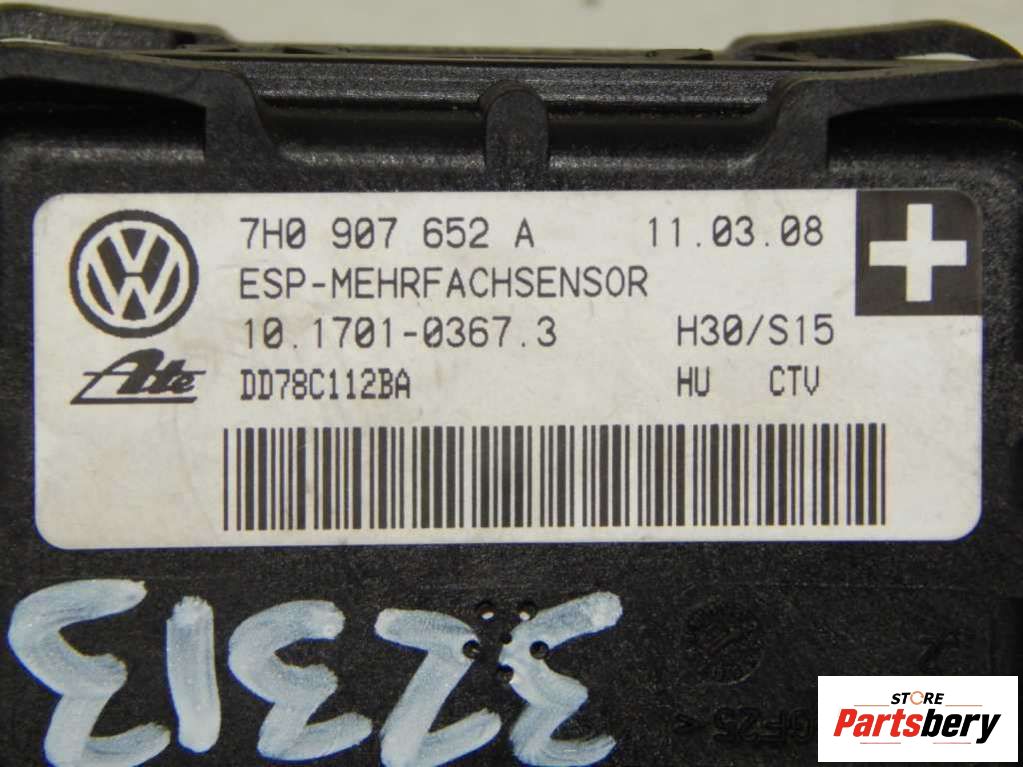 7H0 907 652 A 11.03.08
ESP-MEHRFACHSENSOR
10.1701-0367.3 H30/S15
Ate DD78C112BA HU CTV
32313
STORE
Partsbery